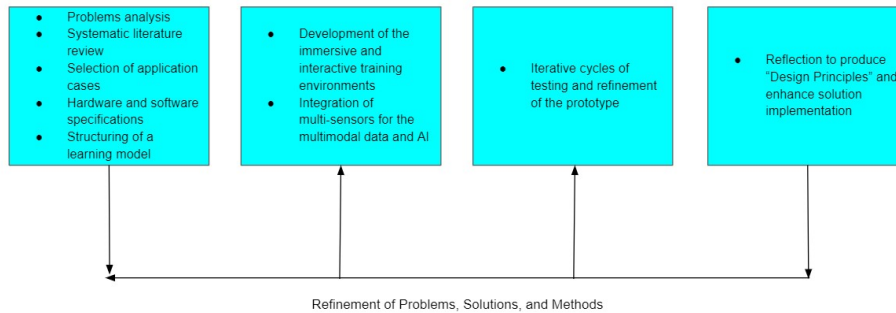 ● Problems analysis
● Systematic literature
review
● Selection of application
cases
● Hardware and software
specifications
● Structuring of a
learning model
● Development of the
immersive and
interactive training
environments
● Integration of
multi-sensors for the
multimodal data and AI
● Iterative cycles of
testing and refinement
of the prototype
● Reflection to produce
“Design Principles” and
enhance solution
implementation
Refinement of Problems, Solutions, and Methods